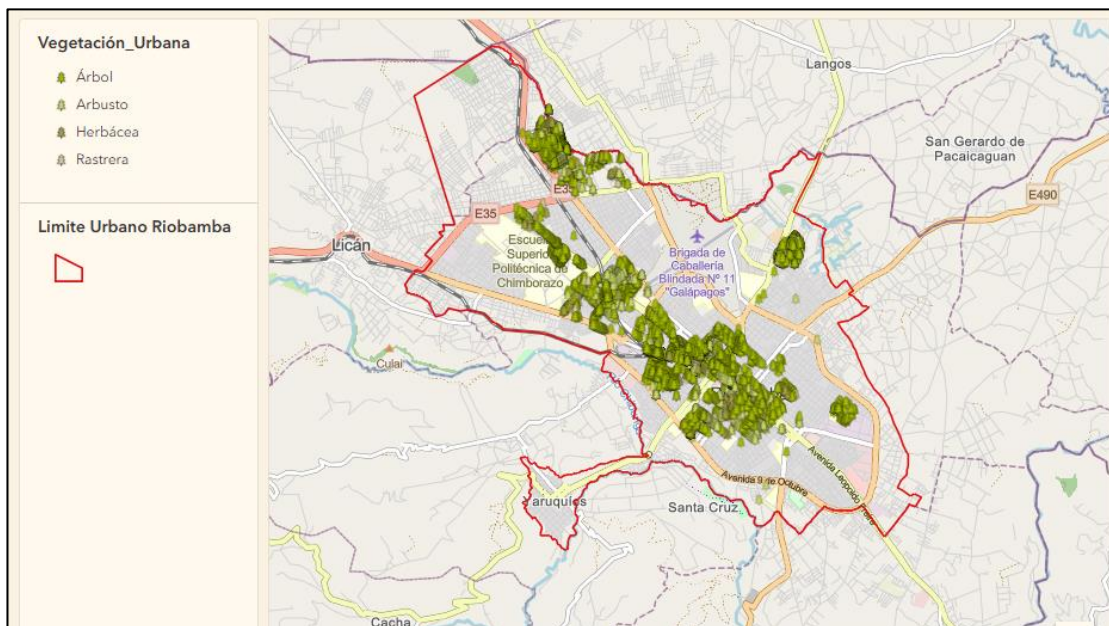 Vegetación_Urbana
Árbol
Arbusto
Herbácea
Rastrera
Limite Urbano Riobamba
Langos
San Gerardo de
Pacaicaguan
E490
E35
E35
Licán
Escuela
Superior
Politécnica de
Chimborazo
Brigada de
Caballería
Blindada Nº 11
"Galápagos"
Culai
Avenida Leopoldo Freire
Avenida 9 de Octubre
Santa Cruz
Yaruquíes
Cacha